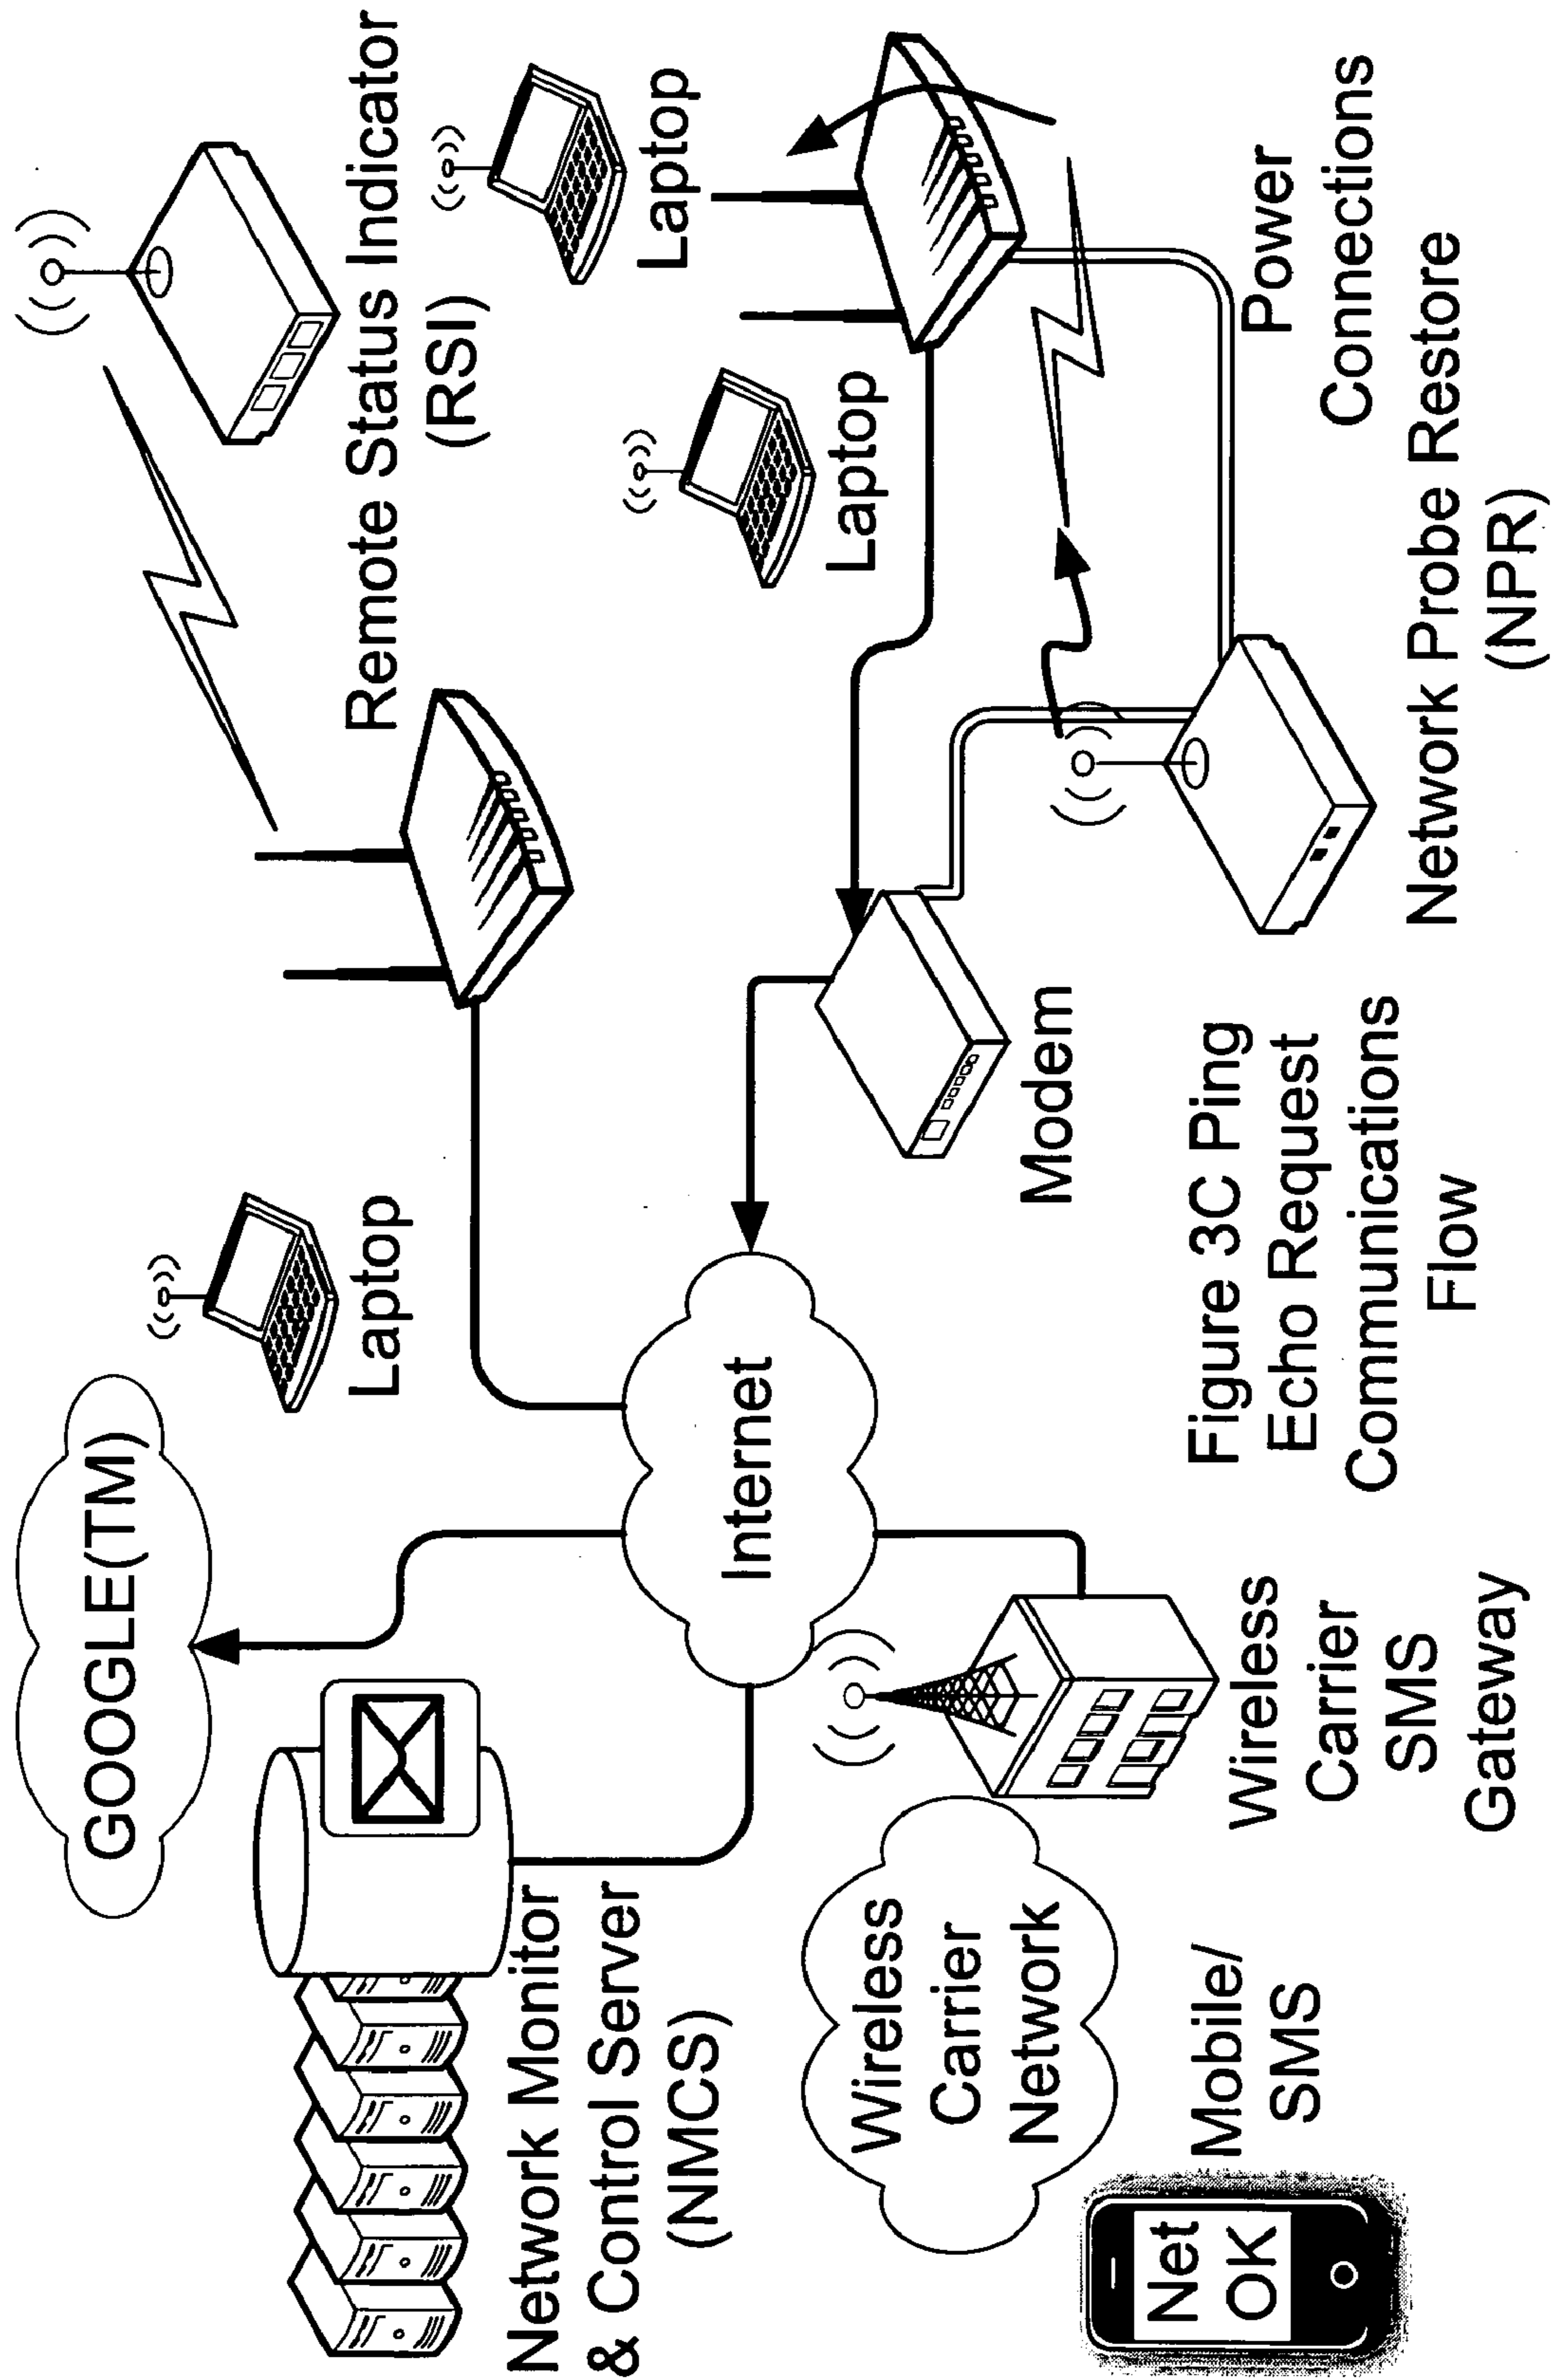 GOOGLE(TM)
Laptop
Remote Status Indicator
(RSI)
Laptop
Laptop
Network Monitor
& Control Server
(NMCS)
Internet
Modem
Power
Connections
Wireless
Carrier
Network
Wireless
Carrier
SMS
Gateway
Network Probe Restore
(NPR)
Mobile/
SMS
Net
OK
Figure 3C Ping
Echo Request
Communications
Flow